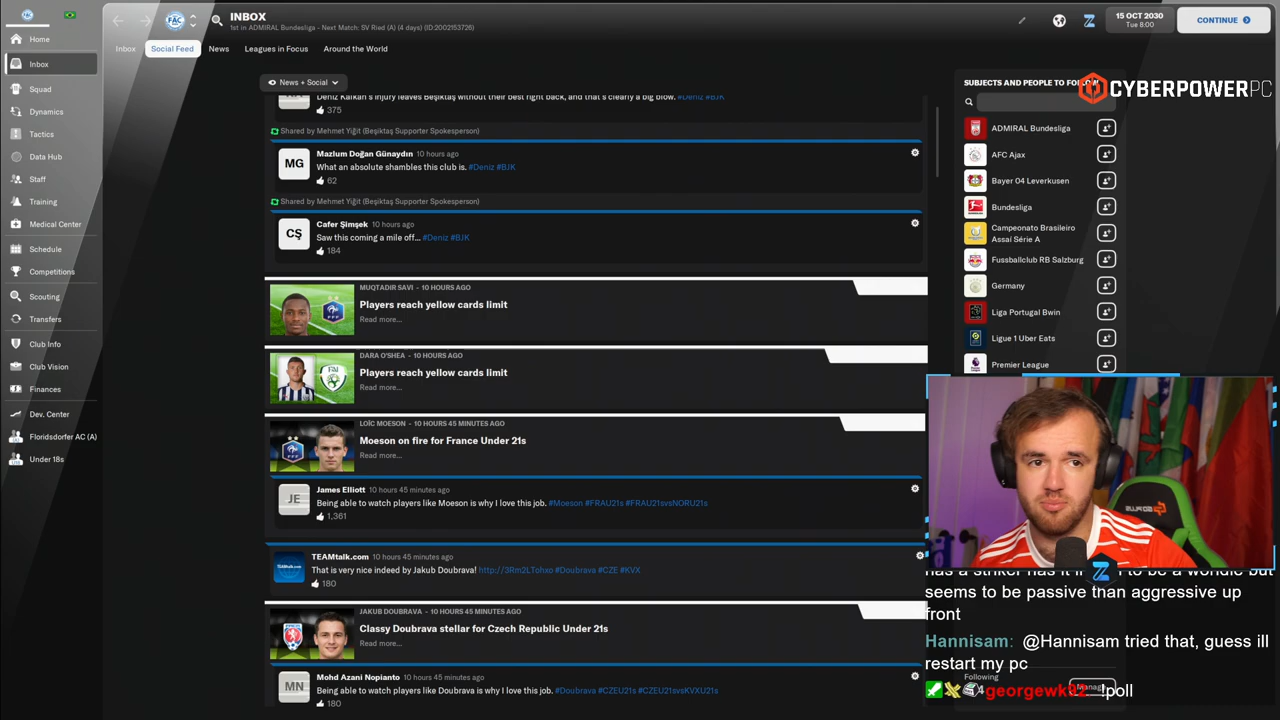 INBOX
1st in ADMIRAL Bundesliga - Next Match: SV Ried (A) (4 days) (ID:2002153726)
15 OCT 2030
Tue 8:00
CONTINUE
Inbox
Social Feed
News
Leagues in Focus
Around the World
Home
Inbox
Squad
Dynamics
Tactics
Data Hub
Staff
Training
Medical Center
Schedule
Competitions
Scouting
Transfers
Club Info
Club Vision
Finances
Dev. Center
Floridsdorfer AC (A)
Under 18s
News + Social
Deniz Kalkan's injury leaves Beşiktaş without their best right back, and that's clearly a big blow. #Deniz #BJK
375
Shared by Mehmet Yiğit (Beşiktaş Supporter Spokesperson)
MG
Mazlum Doğan Günaydın 10 hours ago
What an absolute shambles this club is. #Deniz #BJK
62
Shared by Mehmet Yiğit (Beşiktaş Supporter Spokesperson)
CŞ
Cafer Şimşek 10 hours ago
Saw this coming a mile off... #Deniz #BJK
184
MUQTADIR SAVI - 10 HOURS AGO
Players reach yellow cards limit
Read more...
DARA O'SHEA - 10 HOURS AGO
Players reach yellow cards limit
Read more...
LOÏC MOESON - 10 HOURS 45 MINUTES AGO
Moeson on fire for France Under 21s
Read more...
JE
James Elliott 10 hours 45 minutes ago
Being able to watch players like Moeson is why I love this job. #Moeson #FRAU21s #FRAU21svsNORU21s
1,361
TEAMtalk.com 10 hours 45 minutes ago
That is very nice indeed by Jakub Doubrava! http://3Rm2LTohxo #Doubrava #CZE #KVX
180
JAKUB DOUBRAVA - 10 HOURS 45 MINUTES AGO
Classy Doubrava stellar for Czech Republic Under 21s
Read more...
MN
Mohd Azani Nopianto 10 hours 45 minutes ago
Being able to watch players like Doubrava is why I love this job. #Doubrava #CZEU21s #CZEU21svsKVXU21s
180
SUBJECTS AND PEOPLE TO FOLLOW
CYBERPOWERPC
ADMIRAL Bundesliga
AFC Ajax
Bayer 04 Leverkusen
Bundesliga
Campeonato Brasileiro
Assaí Série A
Fussballclub RB Salzburg
Germany
Liga Portugal Bwin
Ligue 1 Uber Eats
Premier League
seems to be passive than aggressive up
front
Hannisam: @Hannisam tried that, guess ill
restart my pc
Following
georgewk92 !poll